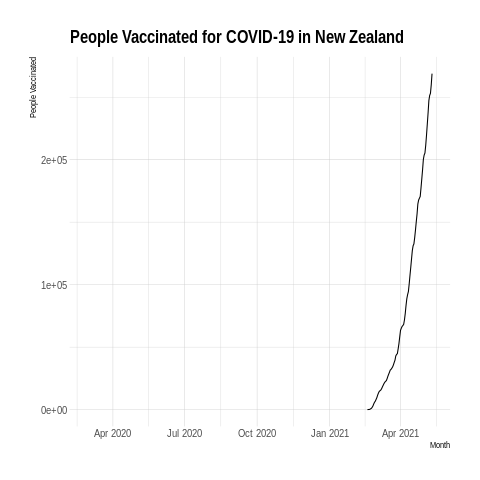 People Vaccinated for COVID-19 in New Zealand
People Vaccinated
2e+05
1e+05
0e+00
Apr 2020 Jul 2020 Oct 2020 Jan 2021 Apr 2021
Month